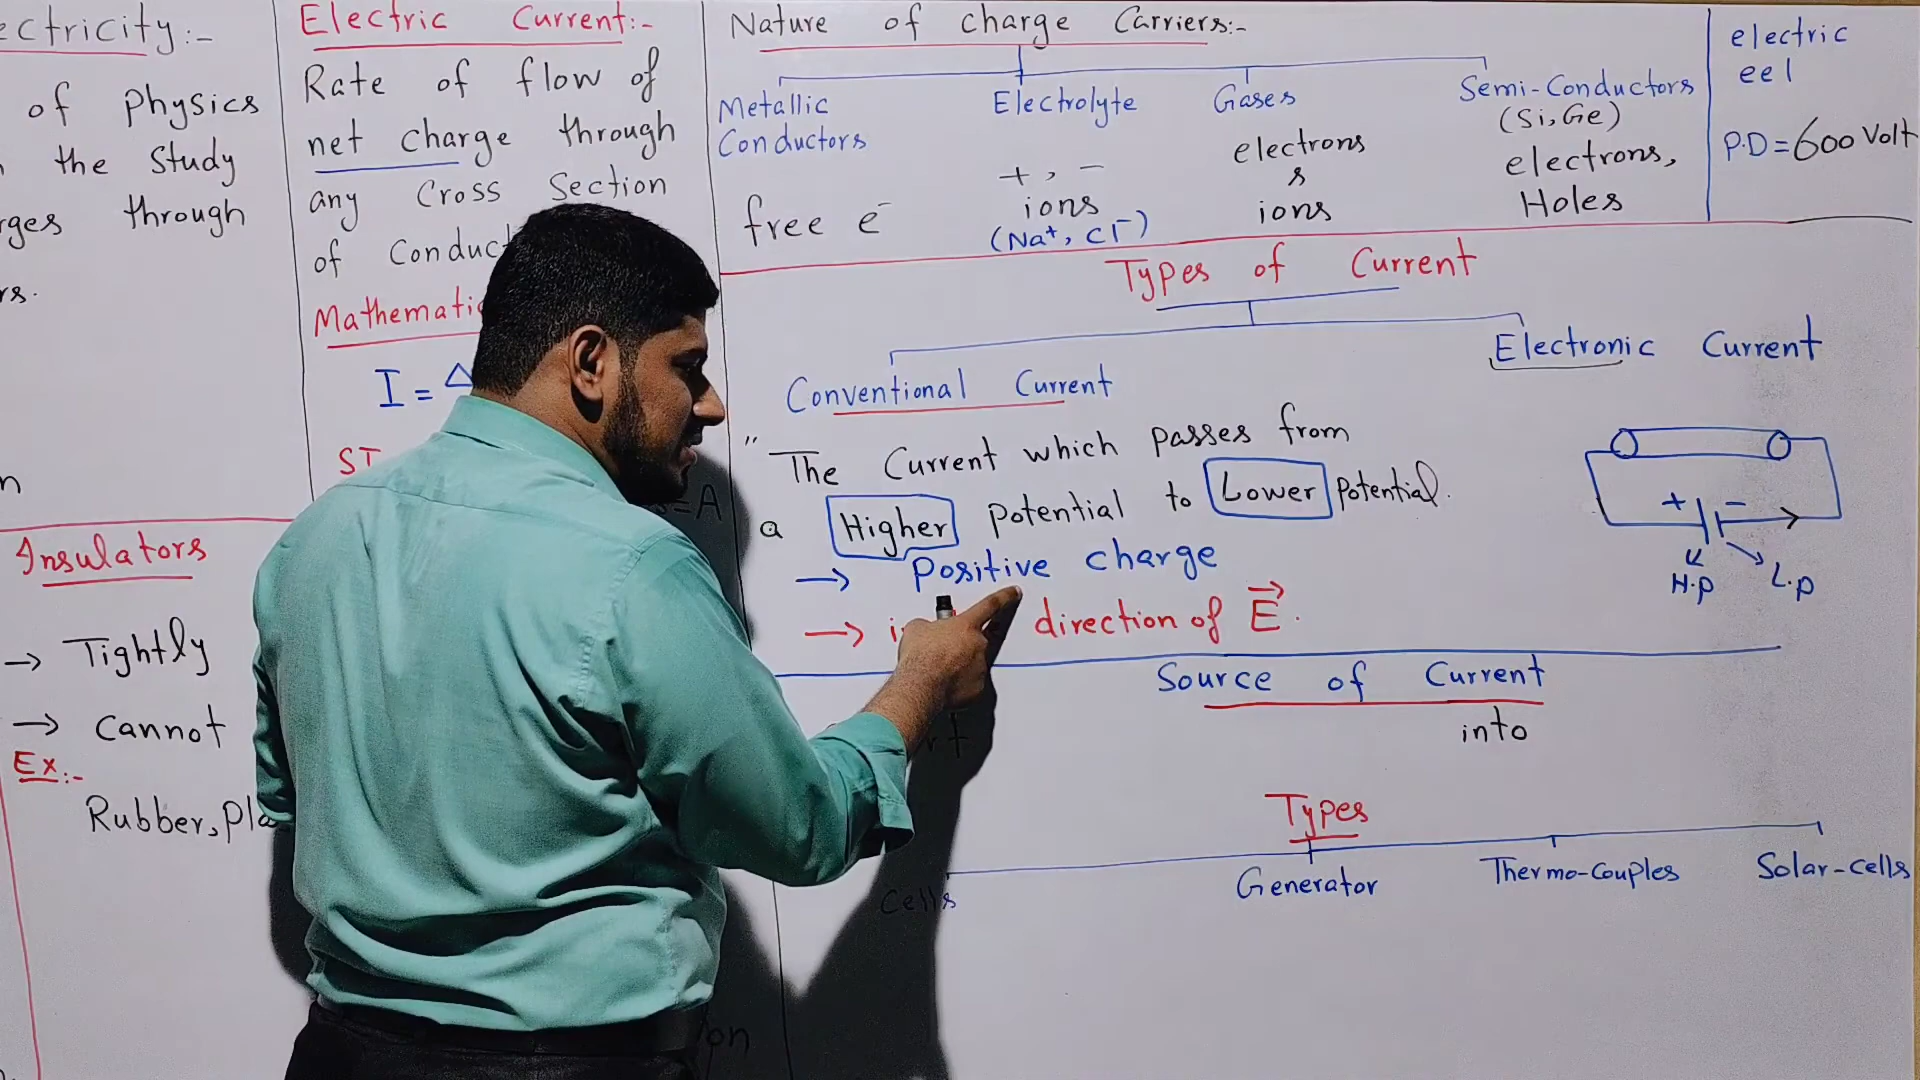 ectricity:-
of physics
the Study
rges through
rs.
n
Insulators
→ Tightly
→ Cannot
Ex:-
Rubber, pla
Electric Current:-
Rate of flow of
net charge through
any Cross Section
of Conduct
Mathematic
I = Δ
ST
=A
Nature of charge Carriers:-
Metallic Conductors
free e⁻
Electrolyte
+, -
ions
(Na⁺, Cl⁻)
Gases
electrons
s
ions
Semi-Conductors
(Si, Ge)
electrons,
Holes
electric
eel
P.D = 600 Volt
Types of Current
Conventional Current
Electronic Current
"The Current which passes from
a Higher potential to Lower potential.
→ Positive charge
→ direction of E⃗.
+ -
H.p L.p
Source of Current
into
Types
Cells Generator Thermo-couples Solar-cells
on